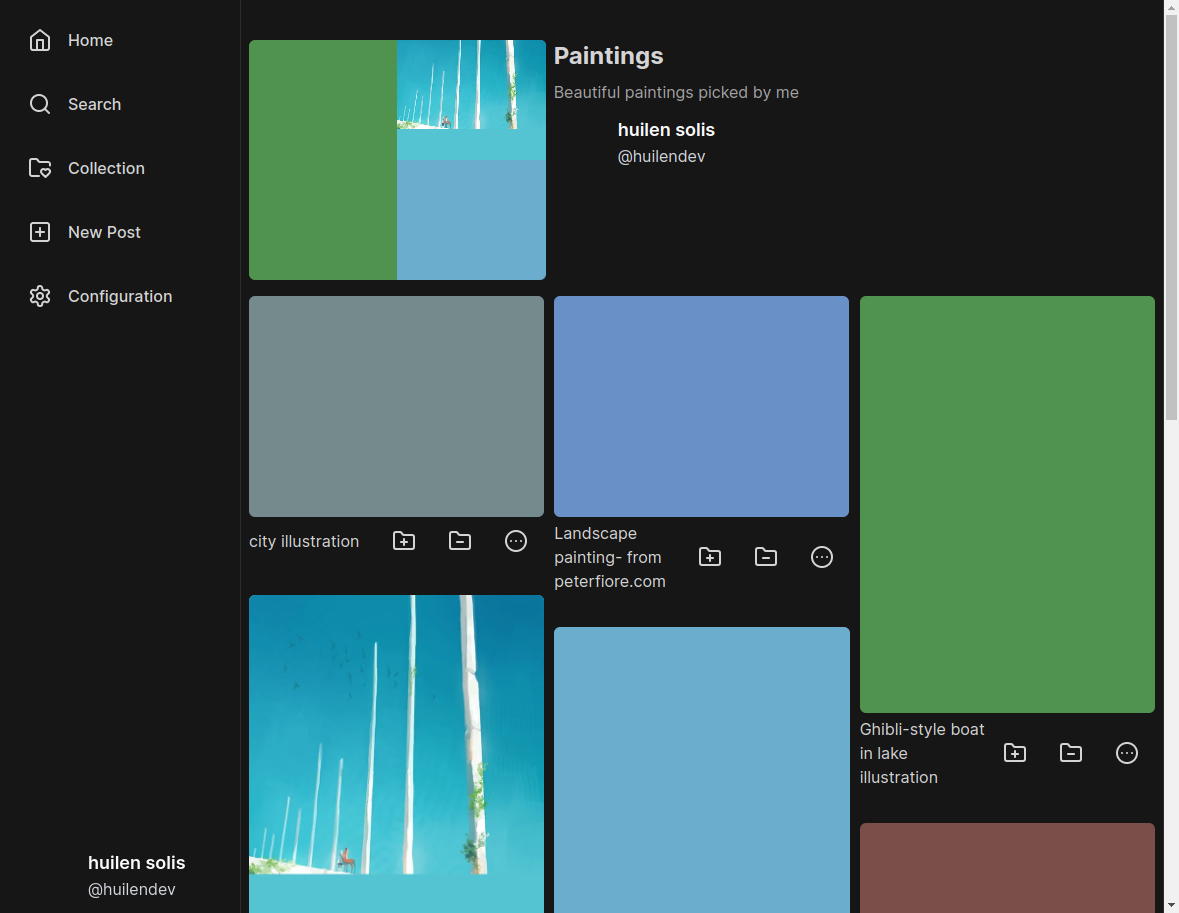 Home
Search
Collection
New Post
Configuration
huilen solis
@huilendev
Paintings
Beautiful paintings picked by me
huilen solis
@huilendev
city illustration
Landscape
painting- from
peterfiore.com
Ghibli-style boat
in lake
illustration